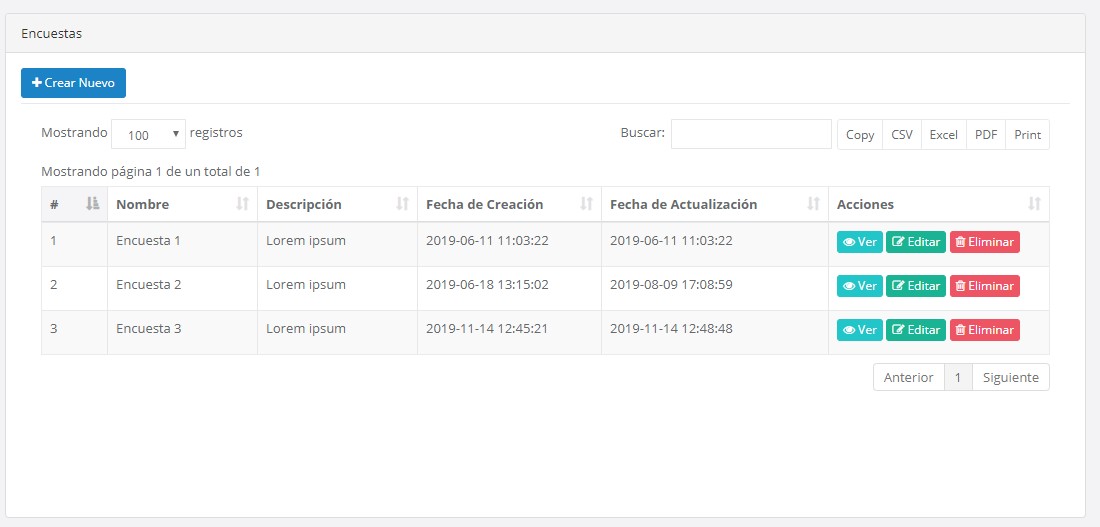 Encuestas
Crear Nuevo
Mostrando 100 registros Buscar: Copy CSV Excel PDF Print
Mostrando página 1 de un total de 1
# Nombre Descripción Fecha de Creación Fecha de Actualización Acciones
1 Encuesta 1 Lorem ipsum 2019-06-11 11:03:22 2019-06-11 11:03:22 Ver Editar Eliminar
2 Encuesta 2 Lorem ipsum 2019-06-18 13:15:02 2019-08-09 17:08:59 Ver Editar Eliminar
3 Encuesta 3 Lorem ipsum 2019-11-14 12:45:21 2019-11-14 12:48:48 Ver Editar Eliminar
Anterior 1 Siguiente